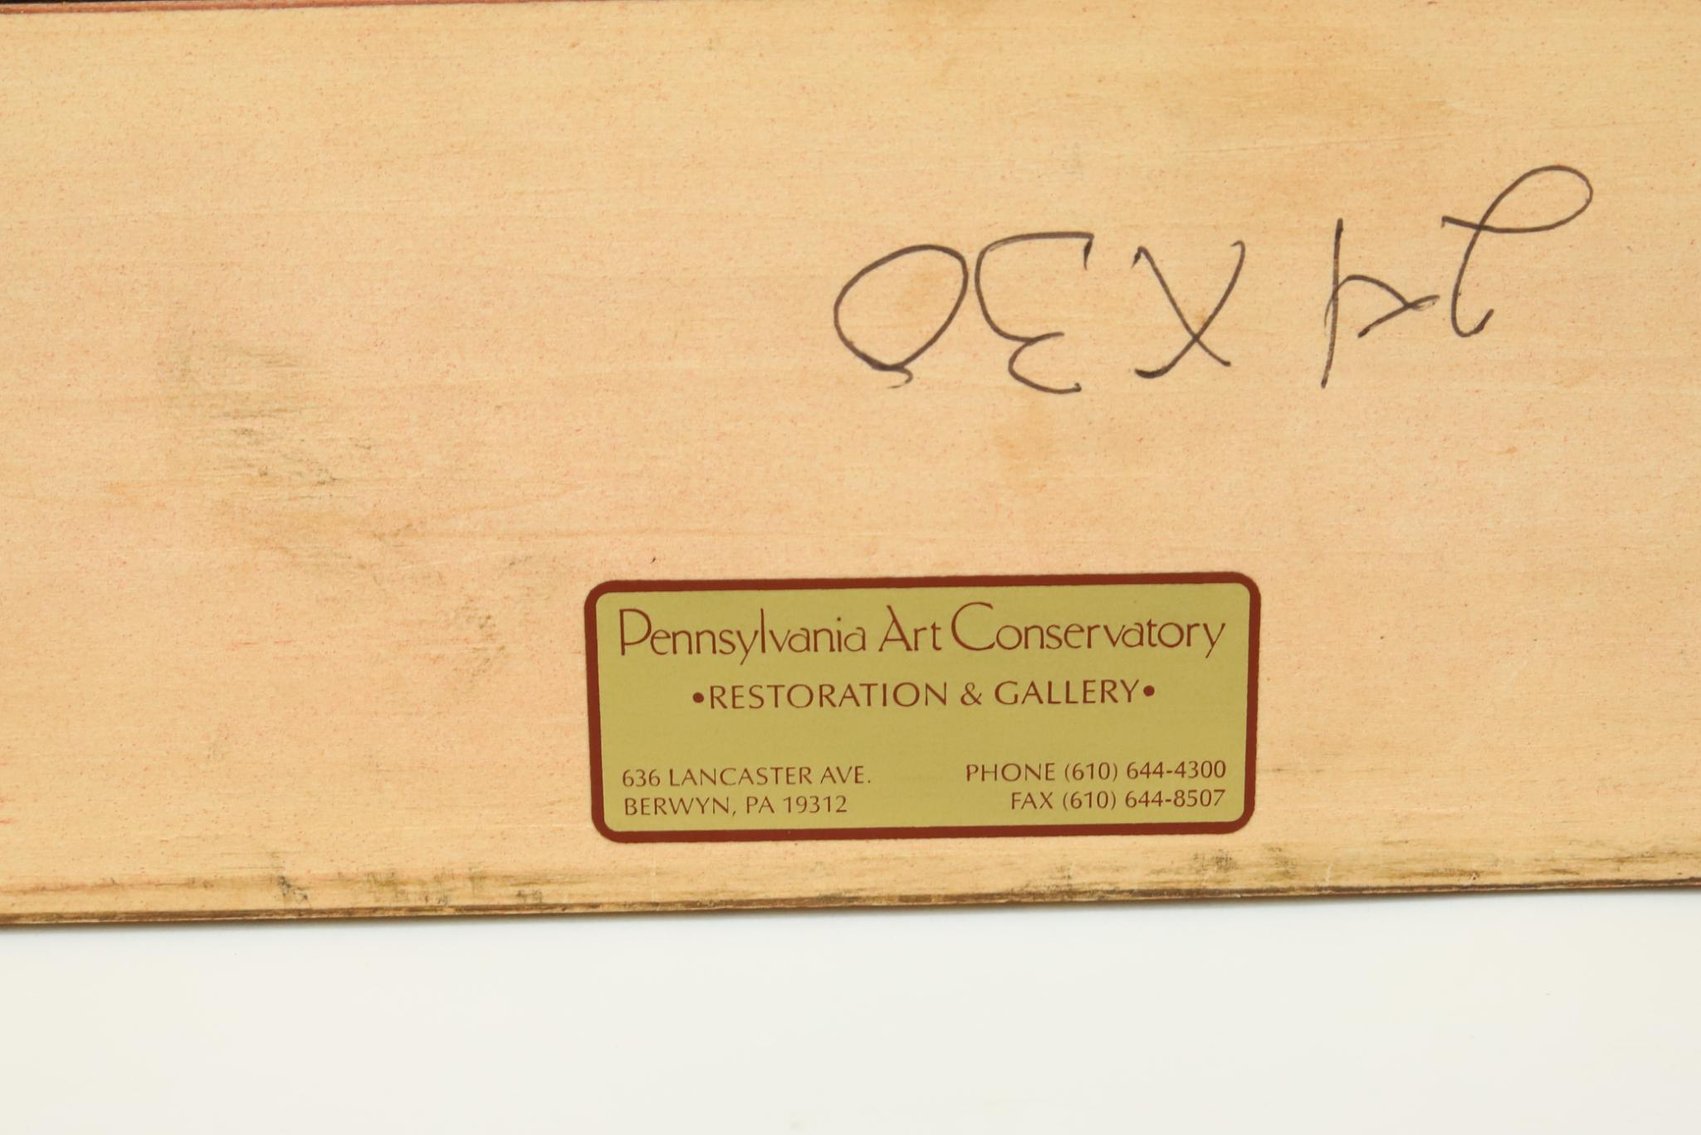 24 X 30
Pennsylvania Art Conservatory
•RESTORATION & GALLERY•
636 LANCASTER AVE.
BERWYN, PA 19312
PHONE (610) 644-4300
FAX (610) 644-8507